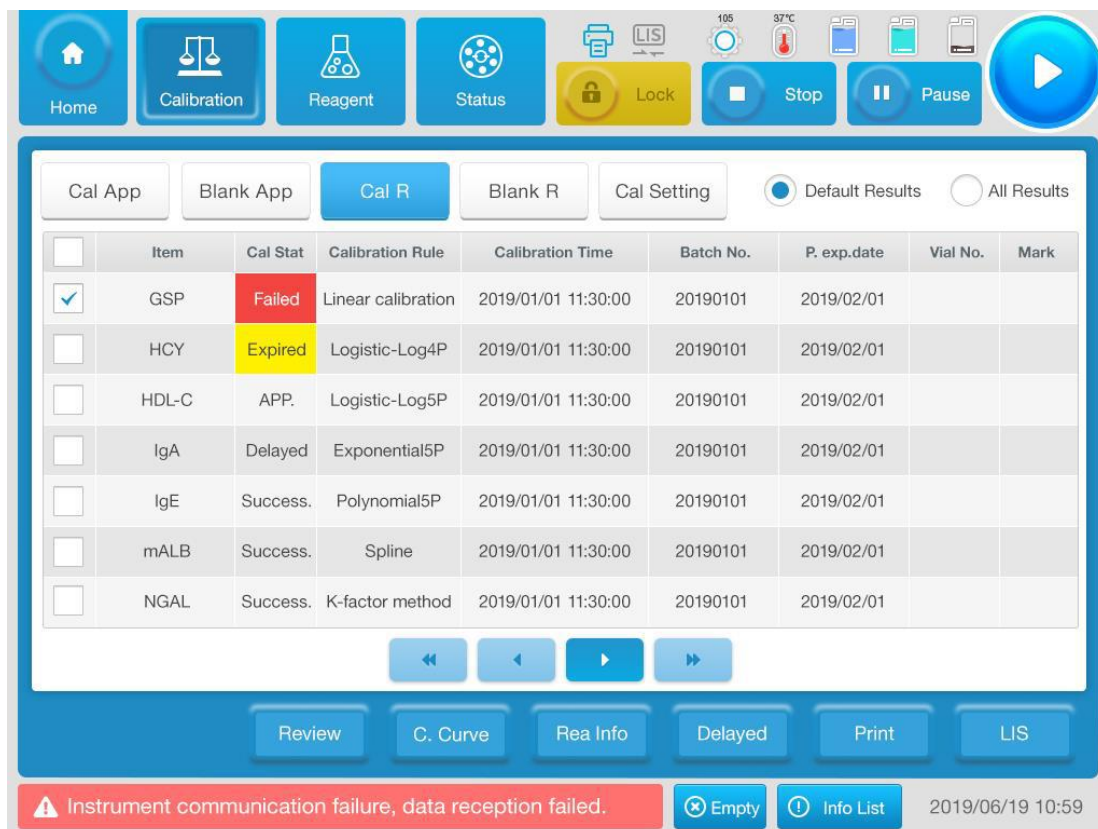 105 37°C
LIS
Home Calibration Reagent Status Lock Stop Pause
Cal App Blank App Cal R Blank R Cal Setting Default Results All Results
Item Cal Stat Calibration Rule Calibration Time Batch No. P. exp.date Vial No. Mark
GSP Failed Linear calibration 2019/01/01 11:30:00 20190101 2019/02/01
HCY Expired Logistic-Log4P 2019/01/01 11:30:00 20190101 2019/02/01
HDL-C APP. Logistic-Log5P 2019/01/01 11:30:00 20190101 2019/02/01
IgA Delayed Exponential5P 2019/01/01 11:30:00 20190101 2019/02/01
IgE Success. Polynomial5P 2019/01/01 11:30:00 20190101 2019/02/01
mALB Success. Spline 2019/01/01 11:30:00 20190101 2019/02/01
NGAL Success. K-factor method 2019/01/01 11:30:00 20190101 2019/02/01
Review C. Curve Rea Info Delayed Print LIS
Instrument communication failure, data reception failed. Empty Info List 2019/06/19 10:59